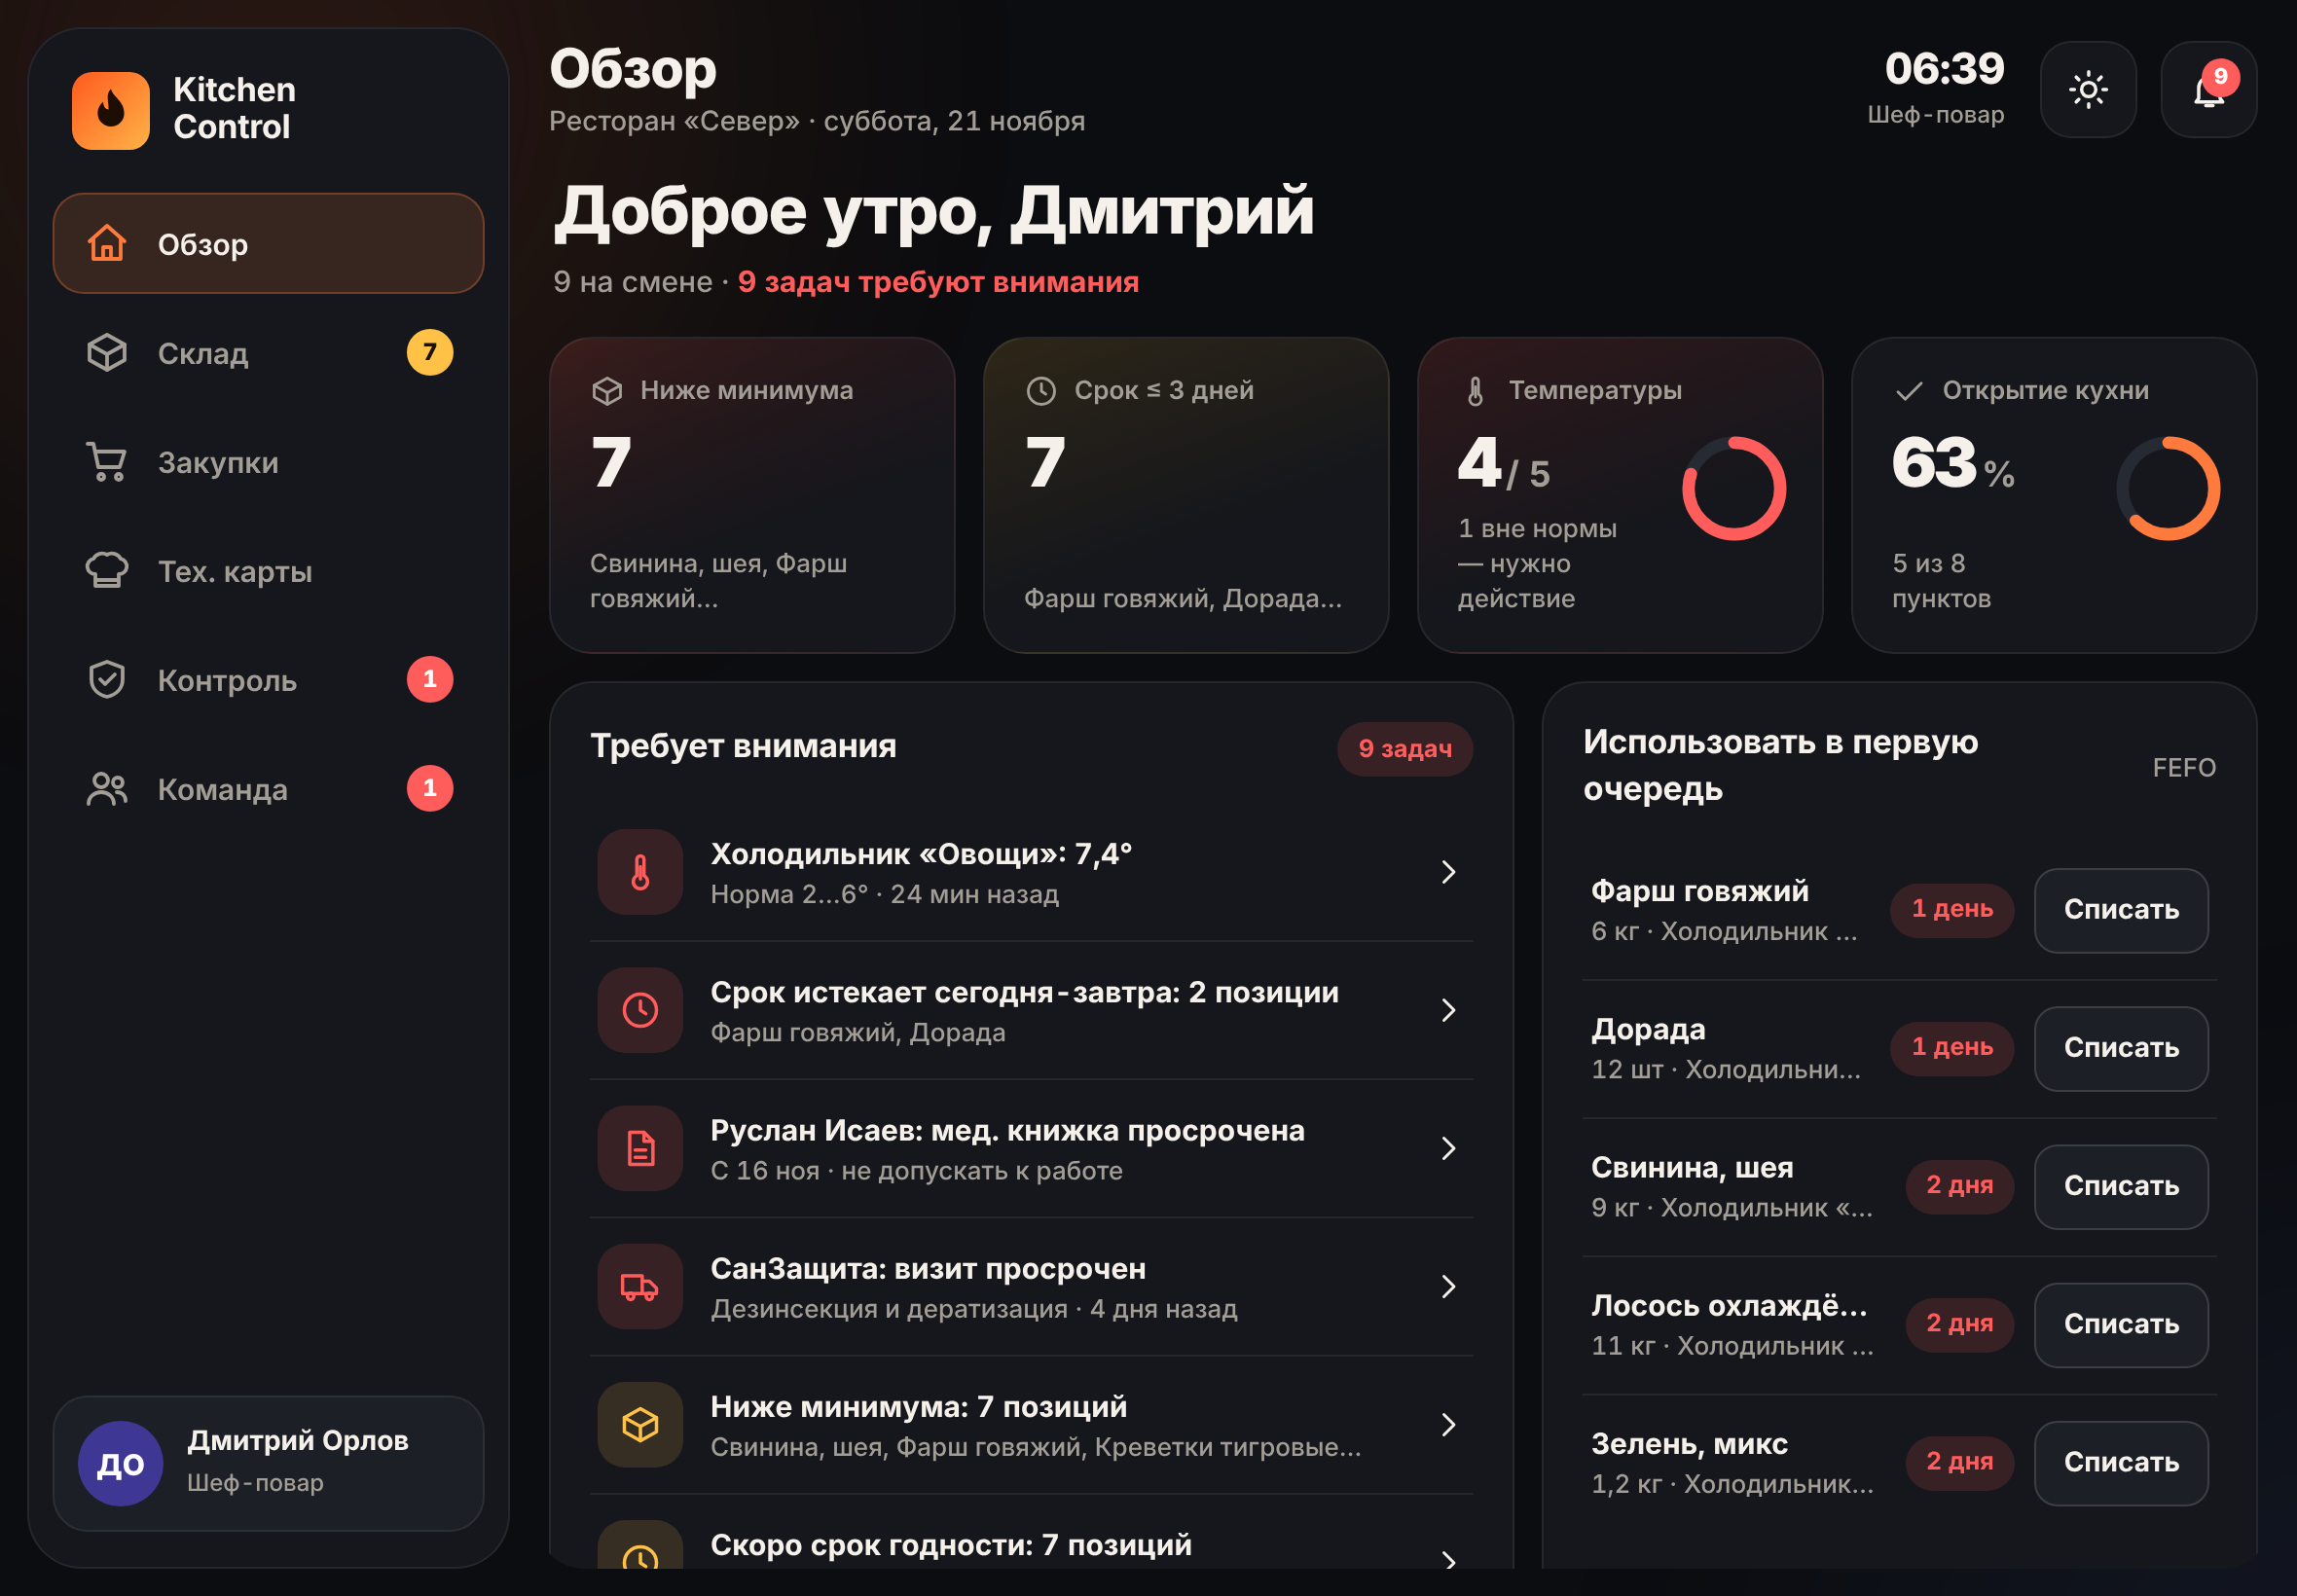 Kitchen
Control
Обзор
Склад
7
Закупки
Тех. карты
Контроль
1
Команда
1
ДО
Дмитрий Орлов
Шеф-повар
Обзор
Ресторан «Север» · суббота, 21 ноября
06:39
Шеф-повар
9
Доброе утро, Дмитрий
9 на смене · 9 задач требуют внимания
Ниже минимума
7
Свинина, шея, Фарш
говяжий...
Срок ≤ 3 дней
7
Фарш говяжий, Дорада...
Температуры
4/ 5
1 вне нормы
— нужно
действие
Открытие кухни
63%
5 из 8
пунктов
Требует внимания
9 задач
Холодильник «Овощи»: 7,4°
Норма 2...6° · 24 мин назад
Срок истекает сегодня-завтра: 2 позиции
Фарш говяжий, Дорада
Руслан Исаев: мед. книжка просрочена
С 16 ноя · не допускать к работе
СанЗащита: визит просрочен
Дезинсекция и дератизация · 4 дня назад
Ниже минимума: 7 позиций
Свинина, шея, Фарш говяжий, Креветки тигровые...
Скоро срок годности: 7 позиций
Использовать в первую
очередь
FEFO
Фарш говяжий
6 кг · Холодильник ...
1 день
Списать
Дорада
12 шт · Холодильни...
1 день
Списать
Свинина, шея
9 кг · Холодильник «...
2 дня
Списать
Лосось охлаждё...
11 кг · Холодильник ...
2 дня
Списать
Зелень, микс
1,2 кг · Холодильник...
2 дня
Списать